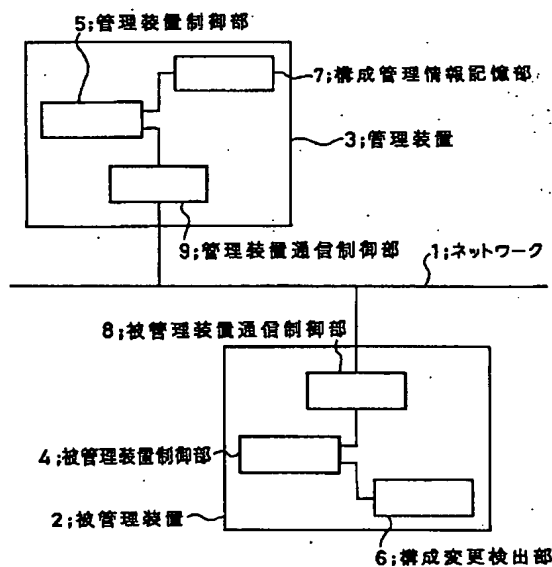 5;管理装置制御部
7;構成管理情報記憶部
3;管理装置
9;管理装置通信制御部
1;ネットワーク
8;被管理装置通信制御部
4;被管理装置制御部
2;被管理装置
6;構成変更検出部